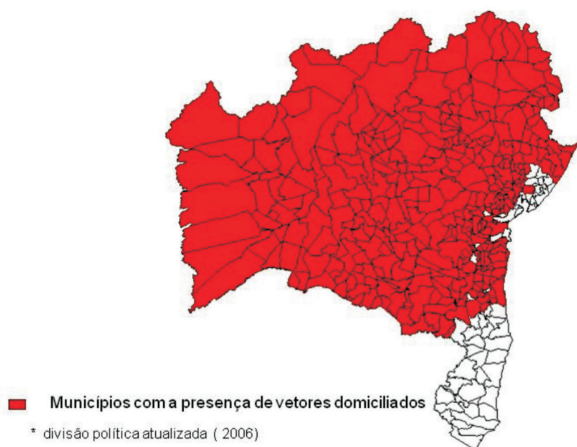 Municípios com a presença de vetores domiciliados
* divisão política atualizada ( 2006)